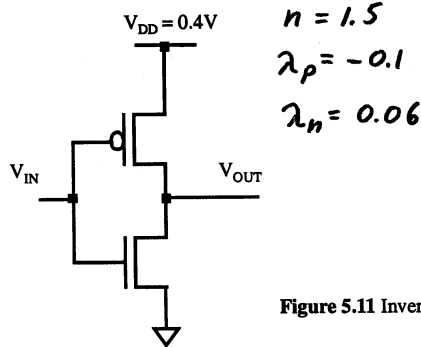 V_DD = 0.4V
n = 1.5
λ_p = -0.1
λ_n = 0.06
V_IN
V_OUT
Figure 5.11 Inver